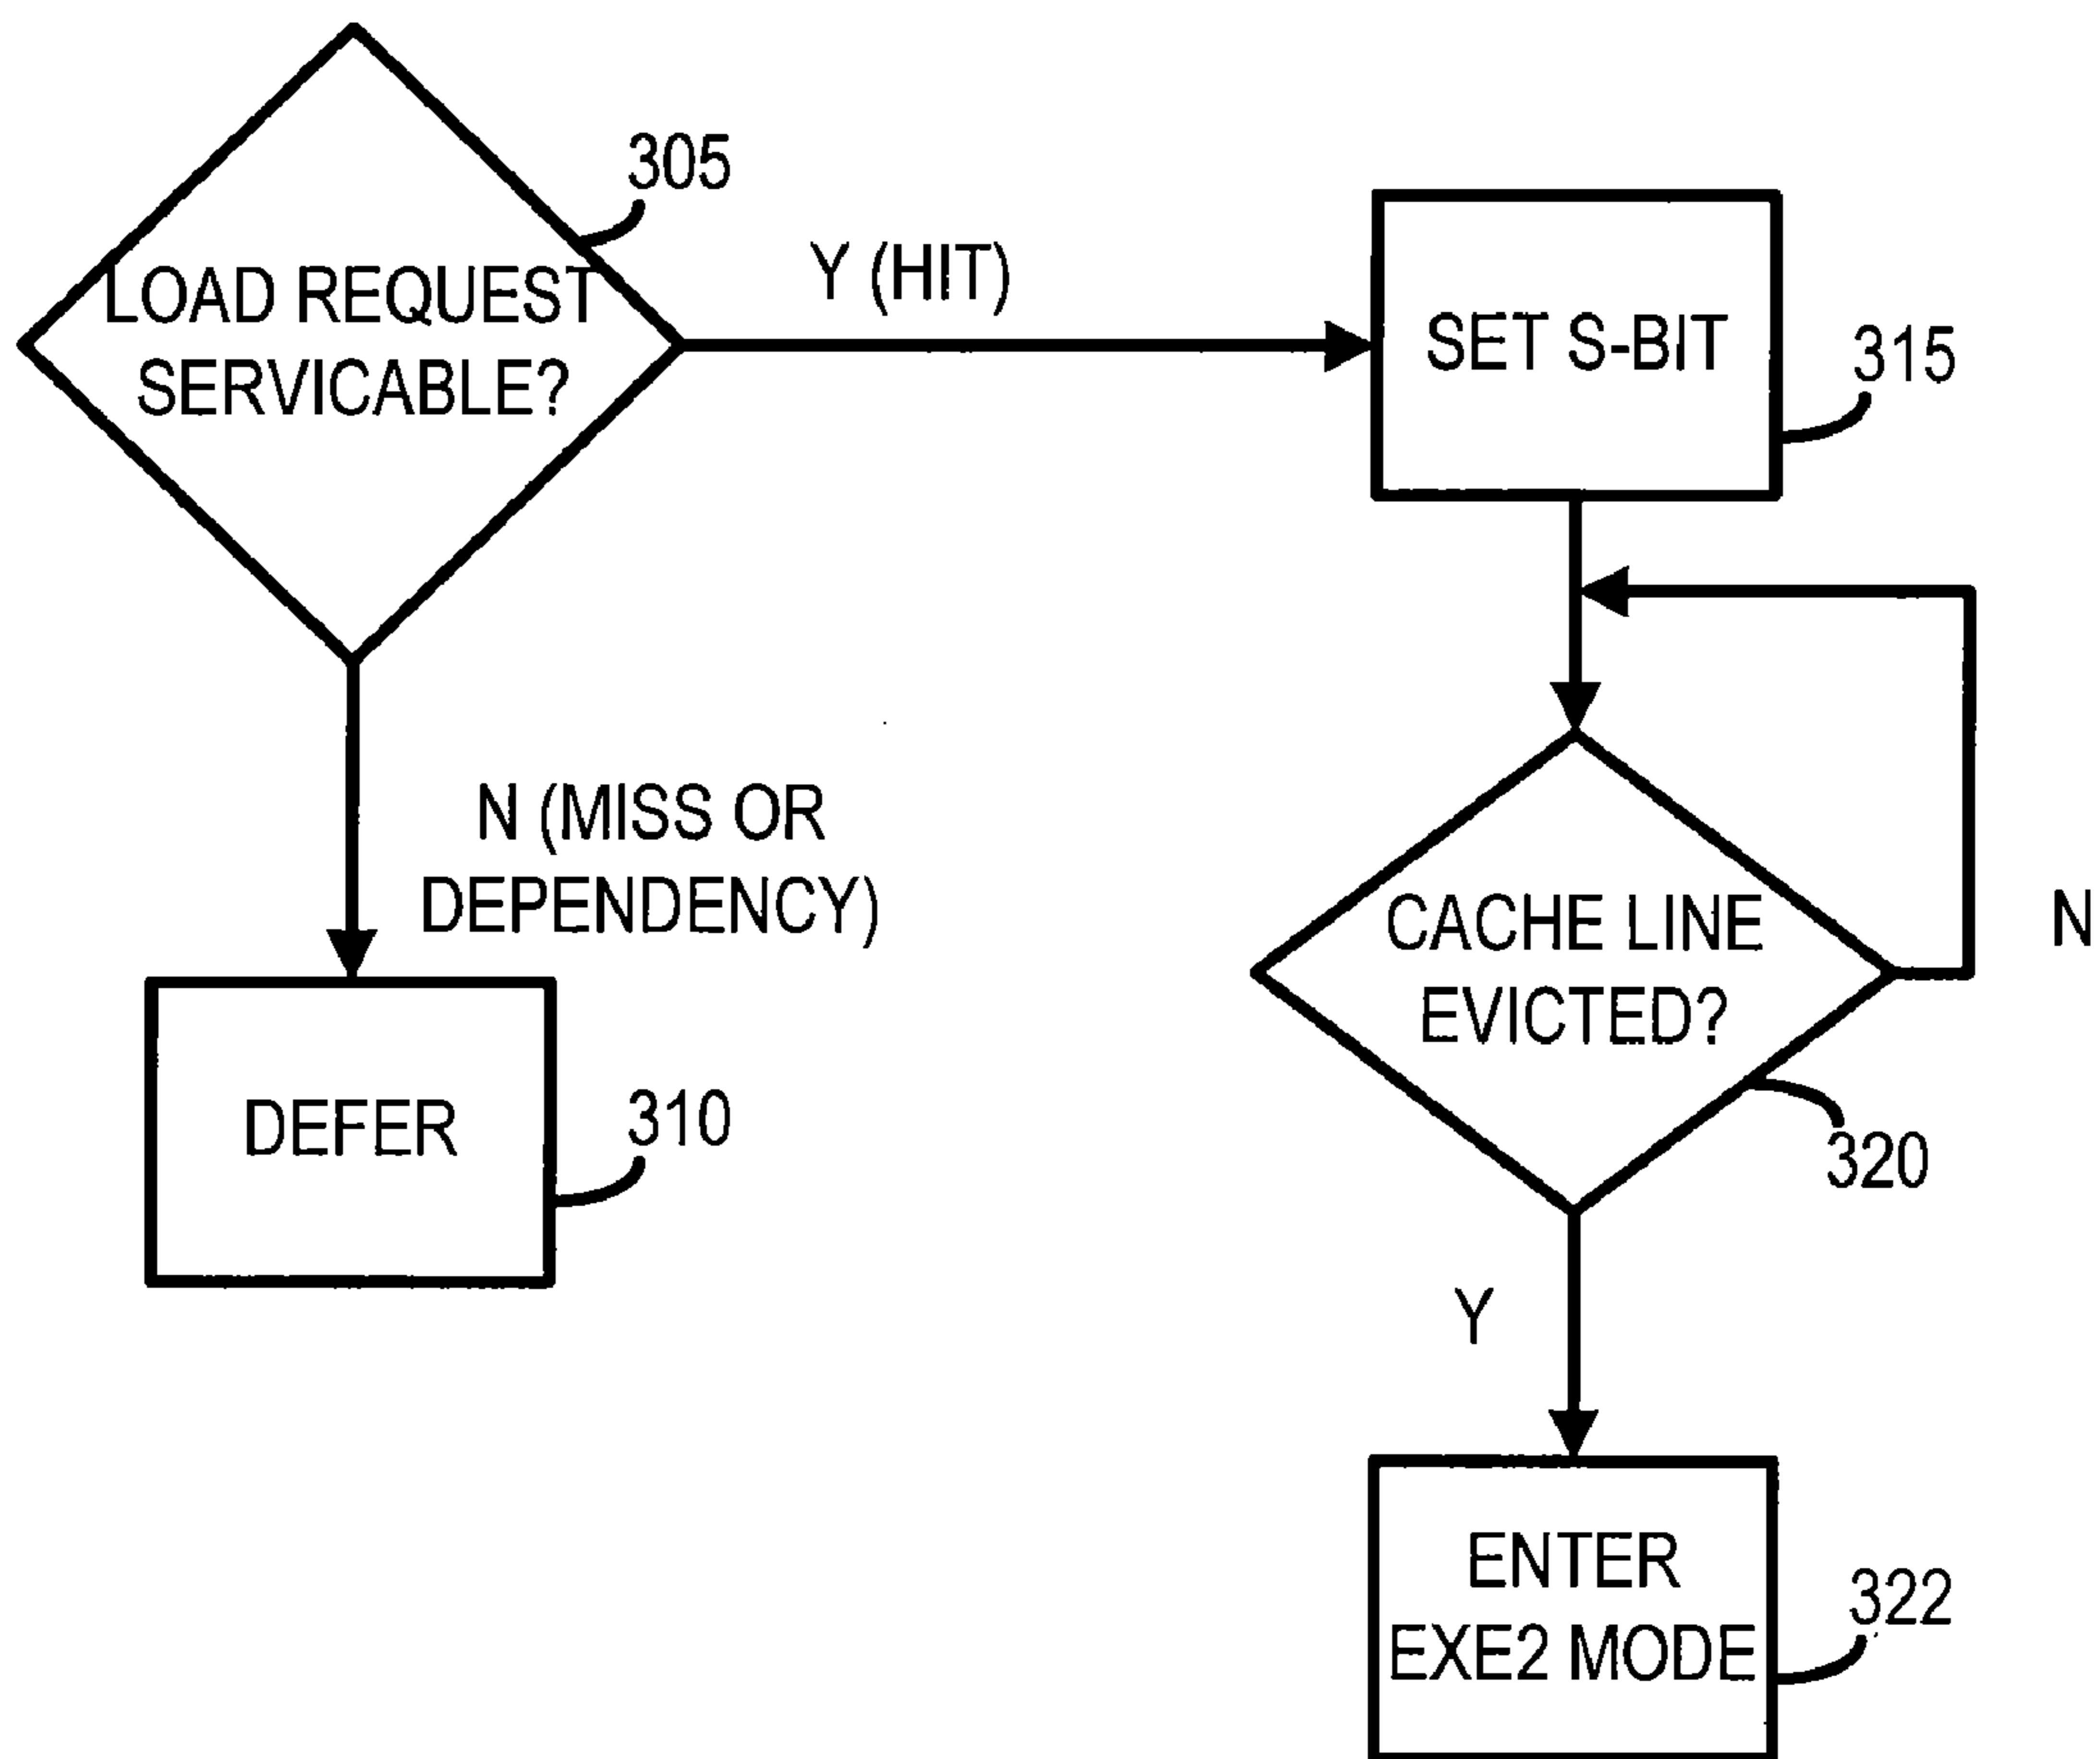 305
LOAD REQUEST
SERVICABLE?
Y (HIT)
SET S-BIT
315
N (MISS OR
DEPENDENCY)
DEFER
310
CACHE LINE
EVICTED?
N
320
Y
ENTER
EXE2 MODE
322